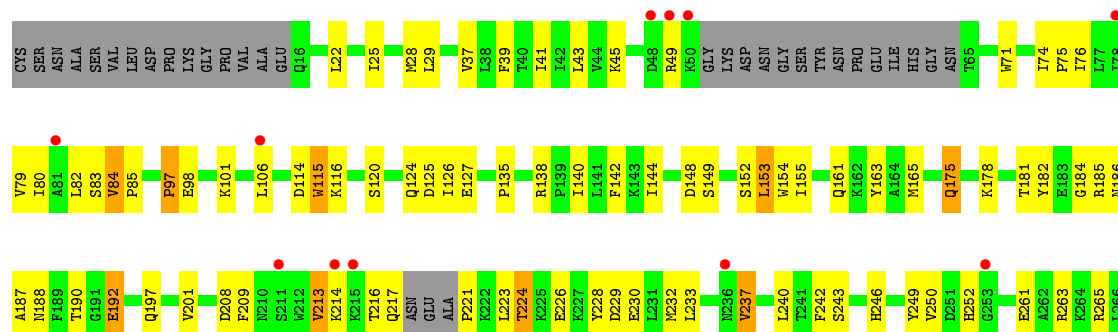 CYS SER ASN ALA SER VAL LEU ASP PRO LYS GLY PRO VAL ALA GLU Q16 L22 I25 M28 L29 V37 L38 F39 T40 I41 I42 L43 V44 K45 D48 R49 K50 GLY LYS ASP ASP ASN GLY SER TYR ASN PRO GLU ILE HIS GLY ASN T65 W71 I74 P75 I76 L77 I78
V79 I80 A81 L82 S83 V84 P85 P97 E98 K101 L106 D114 W115 K116 S120 Q124 D125 I126 E127 P135 R138 P139 I140 L141 F142 K143 I144 D148 S149 S152 L153 W154 I155 Q161 K162 Y163 A164 M165 Q175 K178 T181 Y182 E183 G184 R185 N186
A187 N188 F189 T190 G191 E192 Q197 V201 D208 F209 N210 S211 W212 V213 K214 K215 T216 Q217 ASN GLU ALA P221 K222 L223 T224 K225 E226 K227 Y228 D229 E230 L231 M232 L233 N236 V237 L240 T241 F242 S243 H246 Y249 V250 D251 H252 G253 E261 A262 R263 K264 R265